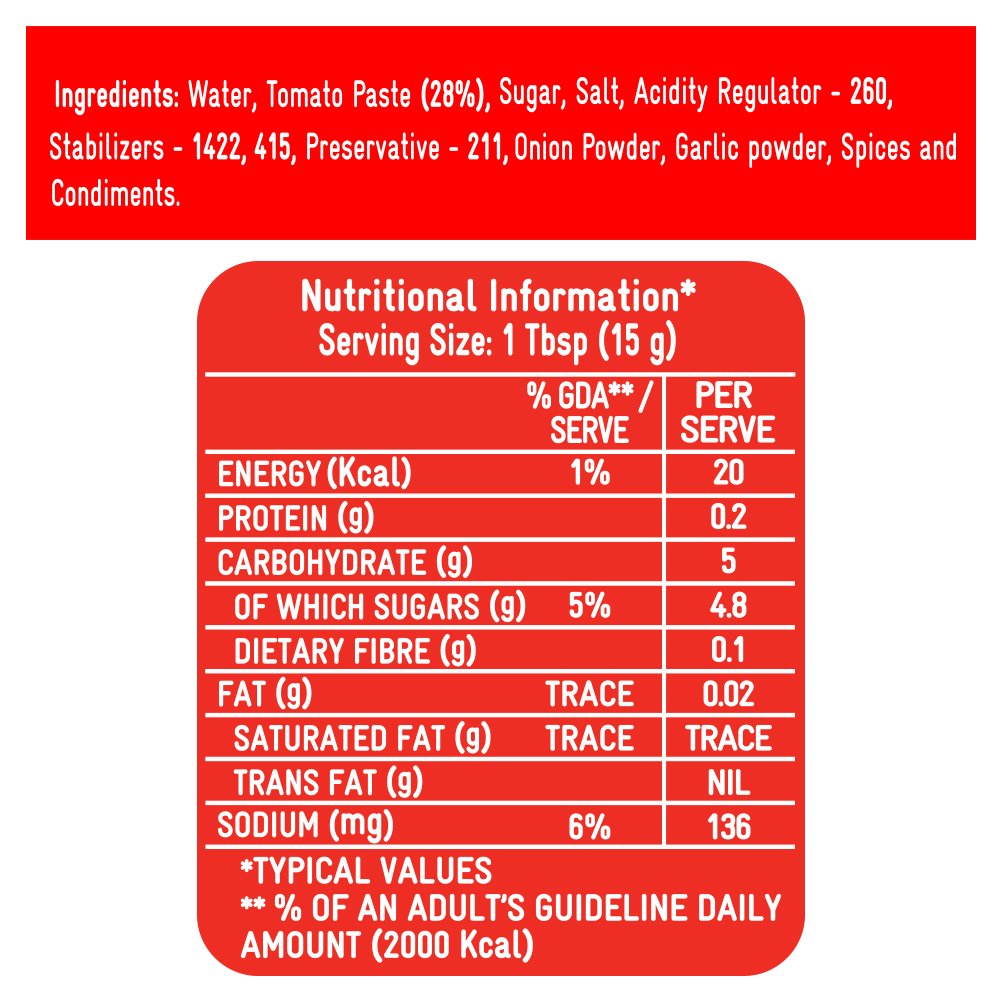 Ingredients: Water, Tomato Paste (28%), Sugar, Salt, Acidity Regulator - 260,
Stabilizers - 1422, 415, Preservative - 211, Onion Powder, Garlic powder, Spices and
Condiments.
Nutritional Information*
Serving Size: 1 Tbsp (15 g)
% GDA** / PER
SERVE SERVE
ENERGY (Kcal) 1% 20
PROTEIN (g) 0.2
CARBOHYDRATE (g) 5
OF WHICH SUGARS (g) 5% 4.8
DIETARY FIBRE (g) 0.1
FAT (g) TRACE 0.02
SATURATED FAT (g) TRACE TRACE
TRANS FAT (g) NIL
SODIUM (mg) 6% 136
*TYPICAL VALUES
** % OF AN ADULT'S GUIDELINE DAILY
AMOUNT (2000 Kcal)